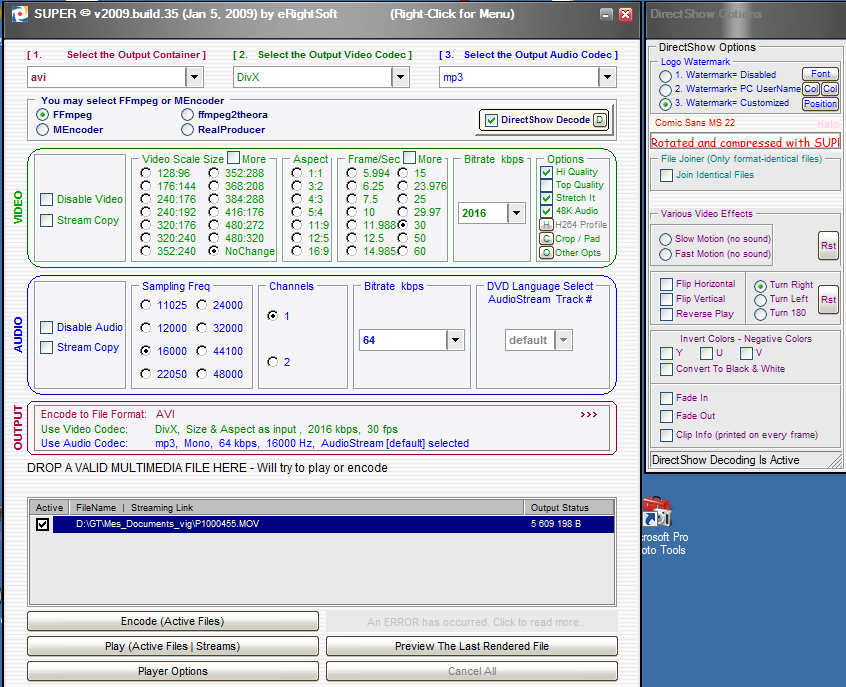 SUPER © v2009.build.35 (Jan 5, 2009) by eRightSoft (Right-Click for Menu)
[ 1. Select the Output Container ] [ 2. Select the Output Video Codec ] [ 3. Select the Output Audio Codec ]
avi DivX mp3
You may select FFmpeg or MEncoder
FFmpeg ffmpeg2theora
MEncoder RealProducer
DirectShow Decode D
VIDEO
Disable Video
Stream Copy
Video Scale Size More
128:96 352:288
176:144 368:208
240:176 384:288
240:192 416:176
320:176 480:272
320:240 480:320
352:240 NoChange
Aspect
1:1
3:2
4:3
5:4
11:9
12:5
16:9
Frame/Sec More
5.994 15
6.25 23.976
7.5 25
10 29.97
11.988 30
12.5 50
14.985 60
Bitrate kbps
2016
Options
Hi Quality
Top Quality
Stretch It
48K Audio
H H264 Profile
C Crop / Pad
O Other Opts
AUDIO
Disable Audio
Stream Copy
Sampling Freq
11025 24000
12000 32000
16000 44100
22050 48000
Channels
1
2
Bitrate kbps
64
DVD Language Select
AudioStream Track #
default
OUTPUT
Encode to File Format: AVI >>>
Use Video Codec: DivX, Size & Aspect as input , 2016 kbps, 30 fps
Use Audio Codec: mp3, Mono, 64 kbps, 16000 Hz, AudioStream [default] selected
DROP A VALID MULTIMEDIA FILE HERE - Will try to play or encode
Active FileName | Streaming Link Output Status
D:\GT\Mes_Documents_vig\P1000455.MOV 5 609 198 B
Encode (Active Files) An ERROR has occurred. Click to read more..
Play (Active Files | Streams) Preview The Last Rendered File
Player Options Cancel All
DirectShow Options
DirectShow Options
Logo Watermark
1. Watermark= Disabled Font
2. Watermark= PC UserName Col Col
3. Watermark= Customized Position
Comic Sans MS 22 Halo
Rotated and compressed with SUP
File Joiner (Only format-identical files)
Join Identical Files
Various Video Effects
Slow Motion (no sound)
Fast Motion (no sound)
Rst
Flip Horizontal Turn Right
Flip Vertical Turn Left
Reverse Play Turn 180
Rst
Invert Colors - Negative Colors
Y U V
Convert To Black & White
Fade In
Fade Out
Clip Info (printed on every frame)
DirectShow Decoding Is Active
rosoft Pro
oto Tools